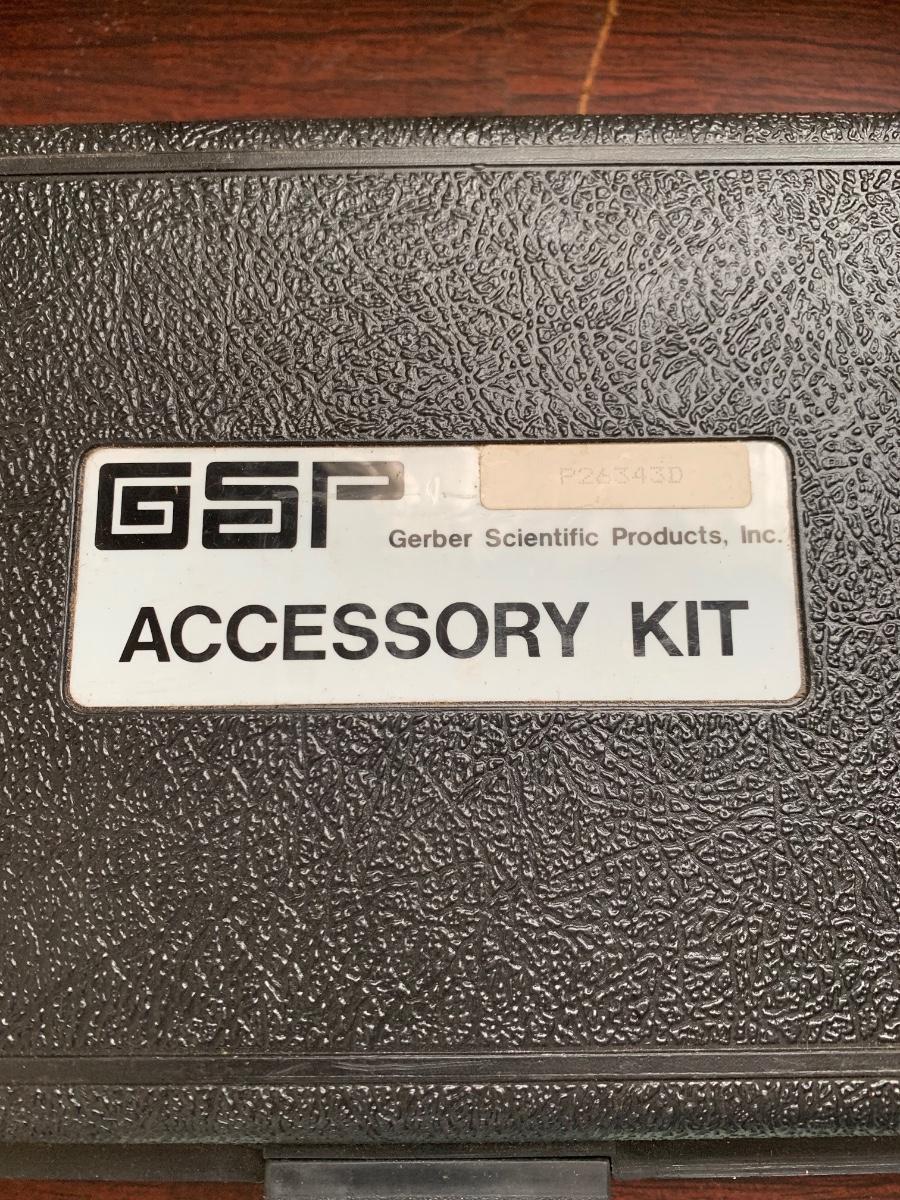 GSP
P26343D
Gerber Scientific Products, Inc.
ACCESSORY KIT